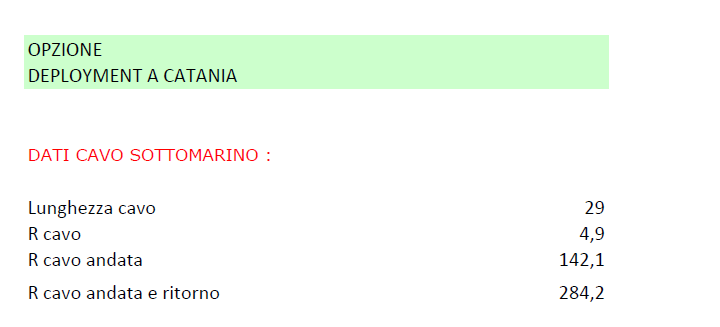 OPZIONE
DEPLOYMENT A CATANIA
DATI CAVO SOTTOMARINO :
Lunghezza cavo 29
R cavo 4,9
R cavo andata 142,1
R cavo andata e ritorno 284,2